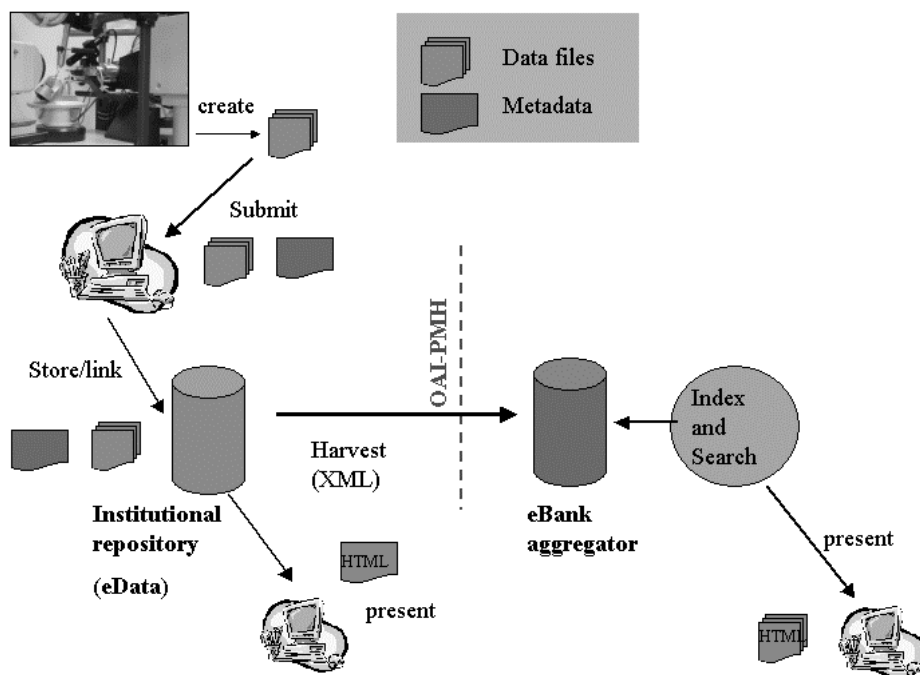 create
Data files
Metadata
Submit
OAI-PMH
Store/link
Harvest
(XML)
Index
and
Search
Institutional
repository
(eData)
eBank
aggregator
HTML
present
present
HTML